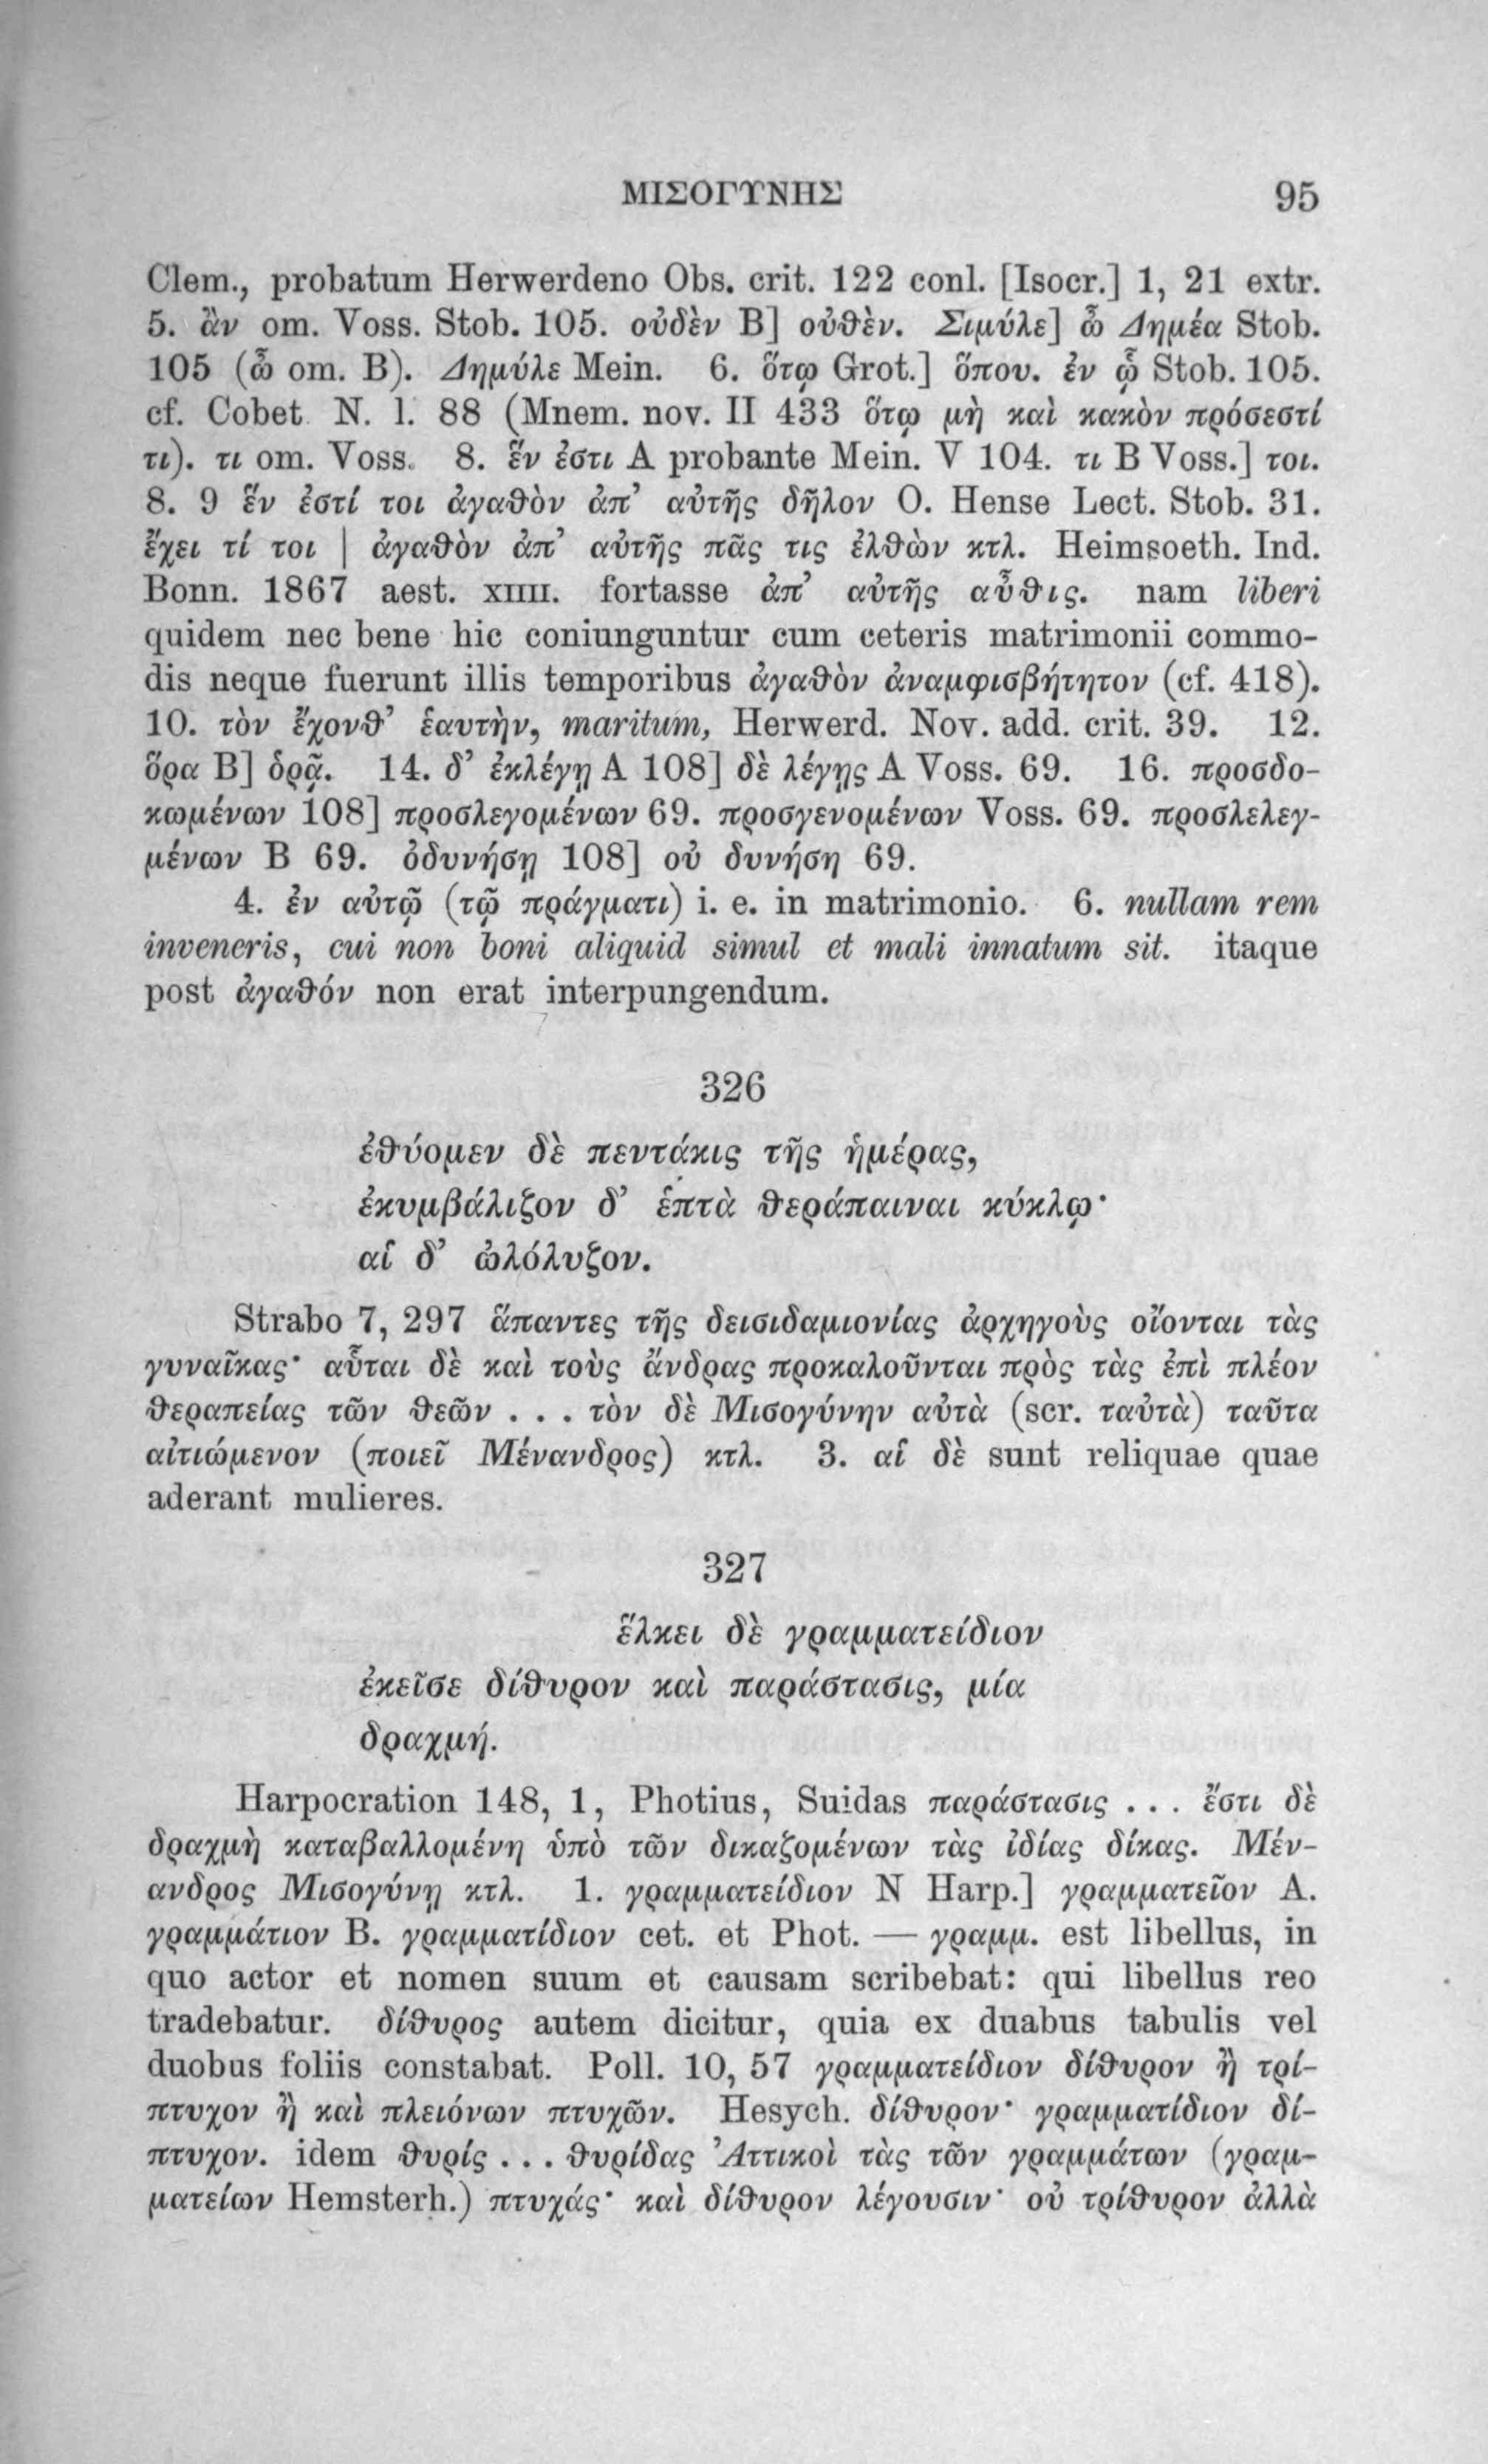 ΜΙΣΟΓΥΝΗΣ 95
Clem., probatum Herwerdeno Obs. crit. 122 conl. [Isocr.] 1, 21 extr.
5. ἂν om. Voss. Stob. 105. οὐδὲν B] οὐθὲν. Σιμύλε] ὦ Δημέα Stob.
105 (ὦ om. B). Δημύλε Mein. 6. ὅτῳ Grot.] ὅπου. ἐν ᾧ Stob. 105.
cf. Cobet N. l. 88 (Mnem. nov. II 433 ὅτῳ μὴ καὶ κακὸν πρόσεστί
τι). τι om. Voss. 8. ἕν ἐστι A probante Mein. V 104. τι B Voss.] τοι.
8. 9 ἕν ἐστί τοι ἀγαθὸν ἀπ’ αὐτῆς δῆλον O. Hense Lect. Stob. 31.
ἔχει τί τοι | ἀγαθὸν ἀπ’ αὐτῆς πᾶς τις ἐλθὼν κτλ. Heimsoeth. Ind.
Bonn. 1867 aest. XIIII. fortasse ἀπ’ αὐτῆς αὖθις. nam liberi
quidem nec bene hic coniunguntur cum ceteris matrimonii commo-
dis neque fuerunt illis temporibus ἀγαθὸν ἀναμφισβήτητον (cf. 418).
10. τὸν ἔχονθ’ ἑαυτὴν, maritum, Herwerd. Nov. add. crit. 39. 12.
ὅρα B] ὁρᾷ. 14. δ’ ἐκλέγῃ A 108] δὲ λέγῃς A Voss. 69. 16. προσδο-
κωμένων 108] προσλεγομένων 69. προσγενομένων Voss. 69. προσλελεγ-
μένων B 69. ὀδυνήσῃ 108] οὐ δυνήσῃ 69.
4. ἐν αὐτῷ (τῷ πράγματι) i. e. in matrimonio. 6. nullam rem
inveneris, cui non boni aliquid simul et mali innatum sit. itaque
post ἀγαθόν non erat interpungendum.
326
ἐθύομεν δὲ πεντάκις τῆς ἡμέρας,
ἐκυμβάλιζον δ’ ἑπτὰ θεράπαιναι κύκλῳ·
αἵ δ’ ὠλόλυζον.
Strabo 7, 297 ἅπαντες τῆς δεισιδαμιονίας ἀρχηγοὺς οἴονται τὰς
γυναῖκας· αὗται δὲ καὶ τοὺς ἄνδρας προκαλοῦνται πρὸς τὰς ἐπὶ πλέον
θεραπείας τῶν θεῶν . . . τὸν δὲ Μισογύνην αὐτὰ (scr. ταὐτὰ) ταῦτα
αἰτιώμενον (ποιεῖ Μένανδρος) κτλ. 3. αἵ δὲ sunt reliquae quae
aderant mulieres.
327
ἕλκει δὲ γραμματείδιον
ἐκεῖσε δίθυρον καὶ παράστασις, μία
δραχμή.
Harpocration 148, 1, Photius, Suidas παράστασις . . . ἔστι δὲ
δραχμὴ καταβαλλομένη ὑπὸ τῶν δικαζομένων τὰς ἰδίας δίκας. Μέν-
ανδρος Μισογύνῃ κτλ. 1. γραμματείδιον N Harp.] γραμματεῖον A.
γραμμάτιον B. γραμματίδιον cet. et Phot. — γραμμ. est libellus, in
quo actor et nomen suum et causam scribebat: qui libellus reo
tradebatur. δίθυρος autem dicitur, quia ex duabus tabulis vel
duobus foliis constabat. Poll. 10, 57 γραμματείδιον δίθυρον ἢ τρί-
πτυχον ἢ καὶ πλειόνων πτυχῶν. Hesych. δίθυρον· γραμματίδιον δί-
πτυχον. idem θυρίς . . . θυρίδας Ἀττικοὶ τὰς τῶν γραμμάτων (γραμ-
ματείων Hemsterh.) πτυχάς· καὶ δίθυρον λέγουσιν· οὐ τρίθυρον ἀλλὰ